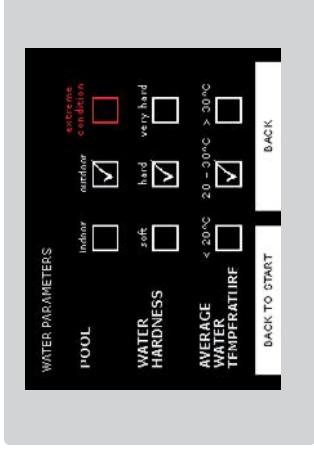 WATER PARAMETERS
POOL
indoor
outdoor
extreme
condition
WATER
HARDNESS
soft
hard
very hard
AVERAGE
WATER
TEMPERATURE
< 20°C
20 – 30°C
> 30°C
BACK TO START
BACK